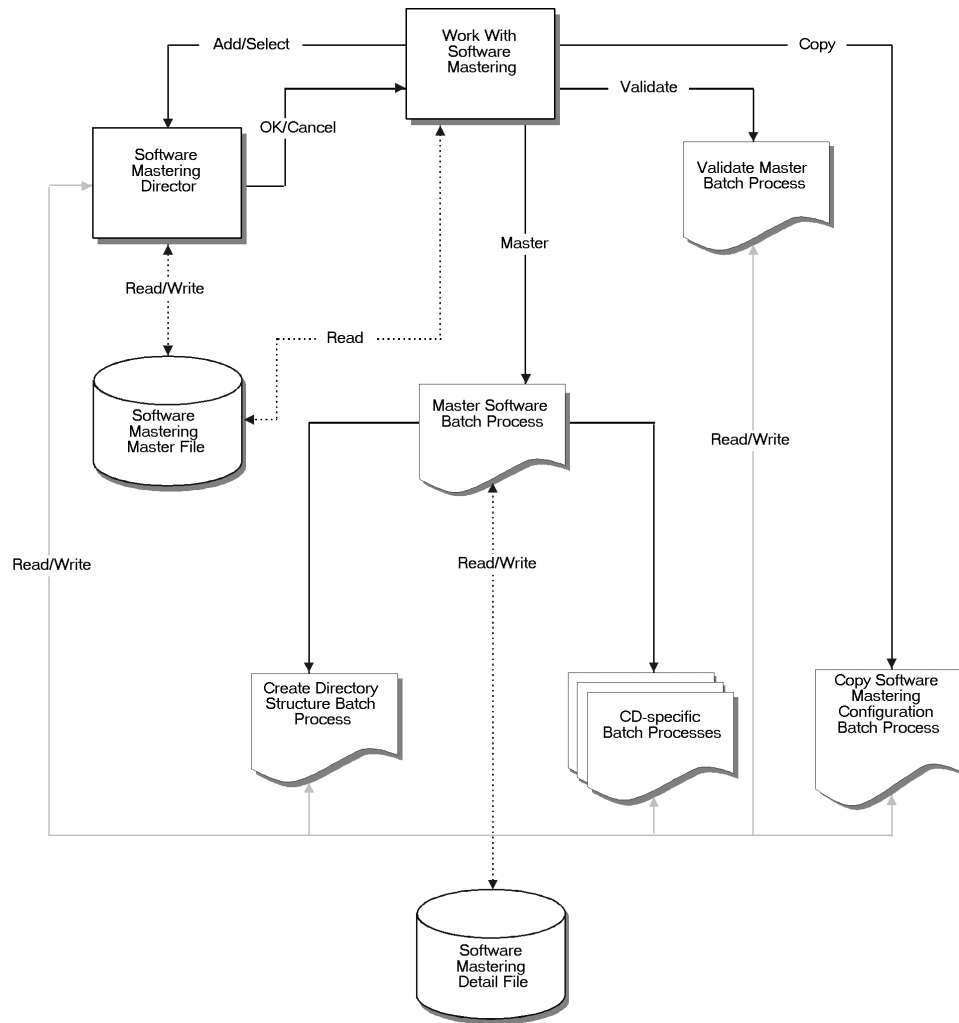 Work With
Software
Mastering
Add/Select
Copy
Validate
OK/Cancel
Software
Mastering
Director
Validate Master
Batch Process
Master
Read/Write
Read
Software
Mastering
Master File
Master Software
Batch Process
Read/Write
Read/Write
Read/Write
Create Directory
Structure Batch
Process
CD-specific
Batch Processes
Copy Software
Mastering
Configuration
Batch Process
Software
Mastering
Detail File